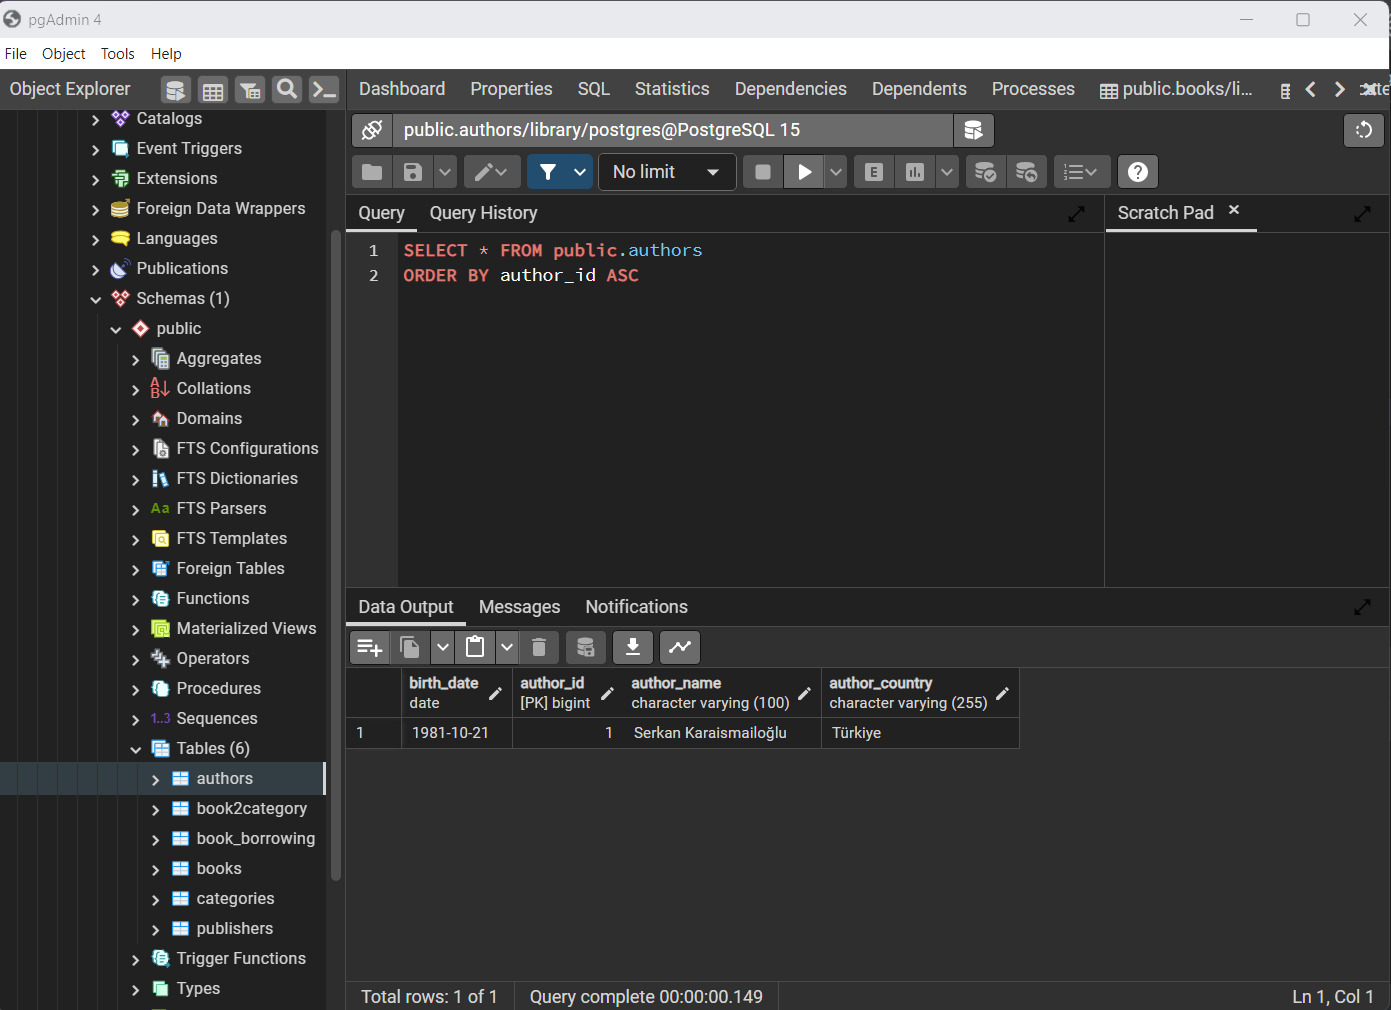 pgAdmin 4
File Object Tools Help
Object Explorer
Dashboard Properties SQL Statistics Dependencies Dependents Processes public.books/li...
Catalogs
Event Triggers
Extensions
Foreign Data Wrappers
Languages
Publications
Schemas (1)
public
Aggregates
Collations
Domains
FTS Configurations
FTS Dictionaries
Aa FTS Parsers
FTS Templates
Foreign Tables
Functions
Materialized Views
Operators
Procedures
1..3 Sequences
Tables (6)
authors
book2category
book_borrowing
books
categories
publishers
Trigger Functions
Types
public.authors/library/postgres@PostgreSQL 15
No limit
E
Query Query History
Scratch Pad
1 SELECT * FROM public.authors
2 ORDER BY author_id ASC
Data Output Messages Notifications
birth_date author_id author_name author_country
date [PK] bigint character varying (100) character varying (255)
1 1981-10-21 1 Serkan Karaismailoğlu Türkiye
Total rows: 1 of 1 Query complete 00:00:00.149 Ln 1, Col 1